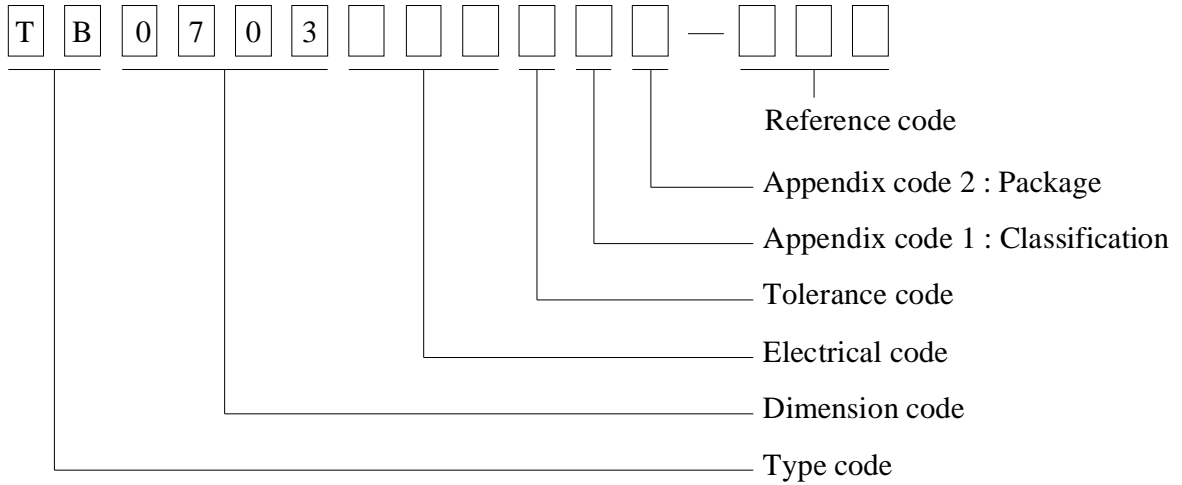 T B 0 7 0 3 —
Reference code
Appendix code 2 : Package
Appendix code 1 : Classification
Tolerance code
Electrical code
Dimension code
Type code